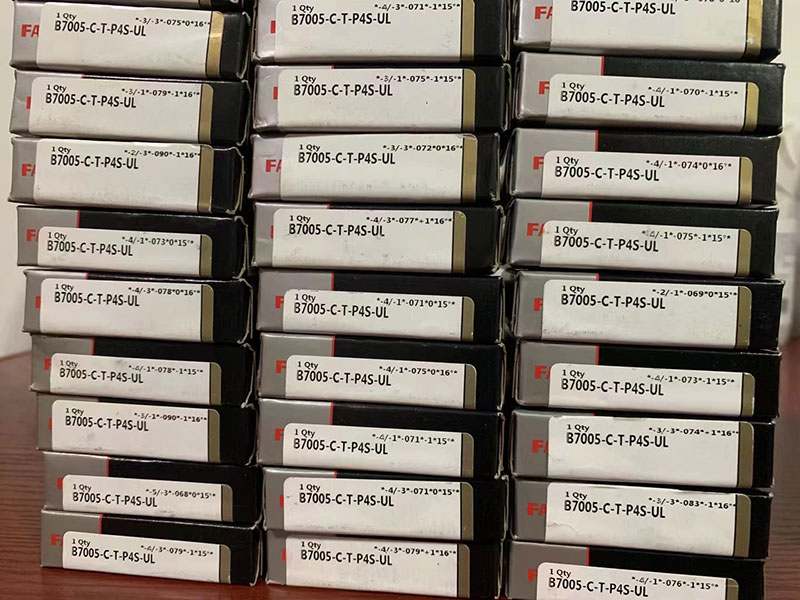 *-3/-3*-075*0*16**
B7005-C-T-P4S-UL
1 Qty *-3/-1*-079*-1*16**
B7005-C-T-P4S-UL
1 Qty *-2/-3*-090*-1*16**
B7005-C-T-P4S-UL
FA
1 Qty *-4/-1*-073*0*15**
B7005-C-T-P4S-UL
FA
1 Qty *-4/-3*-078*0*16**
B7005-C-T-P4S-UL
1 Qty *-4/-1*-078*-1*15**
B7005-C-T-P4S-UL
FA
1 Qty *-3/-1*-090*-1*16**
B7005-C-T-P4S-UL
1 Qty *-5/-3*-068*0*15**
B7005-C-T-P4S-UL
1 Qty *-4/-3*-079*-1*15**
B7005-C-T-P4S-UL
FA
*-4/-3*-071*-1*15**
B7005-C-T-P4S-UL
1 Qty *-3/-1*-075*-1*16**
B7005-C-T-P4S-UL
1 Qty *-3/-3*-072*0*16**
B7005-C-T-P4S-UL
1 Qty *-4/-3*-077*+1*16**
B7005-C-T-P4S-UL
1 Qty *-4/-1*-071*0*15**
B7005-C-T-P4S-UL
1 Qty *-4/-1*-075*0*16**
B7005-C-T-P4S-UL
1 Qty *-4/-1*-071*-1*15**
B7005-C-T-P4S-UL
1 Qty *-4/-3*-071*0*15**
B7005-C-T-P4S-UL
1 Qty *-4/-3*-079*+1*16**
B7005-C-T-P4S-UL
FA
B7005-C-T-P4S-UL
1 Qty *-4/-1*-070*-1*15**
B7005-C-T-P4S-UL
1 Qty *-4/-1*-074*0*16**
B7005-C-T-P4S-UL
FA
1 Qty *-4/-1*-075*-1*15**
B7005-C-T-P4S-UL
FA
1 Qty *-2/-1*-069*0*15**
B7005-C-T-P4S-UL
1 Qty *-4/-1*-073*-1*15**
B7005-C-T-P4S-UL
FA
*-3/-3*-074*+1*16**
B7005-C-T-P4S-UL
FA
1 Qty *-3/-3*-083*-1*16**
B7005-C-T-P4S-UL
FA
1 Qty *-4/-1*-076*-1*15**
B7005-C-T-P4S-UL